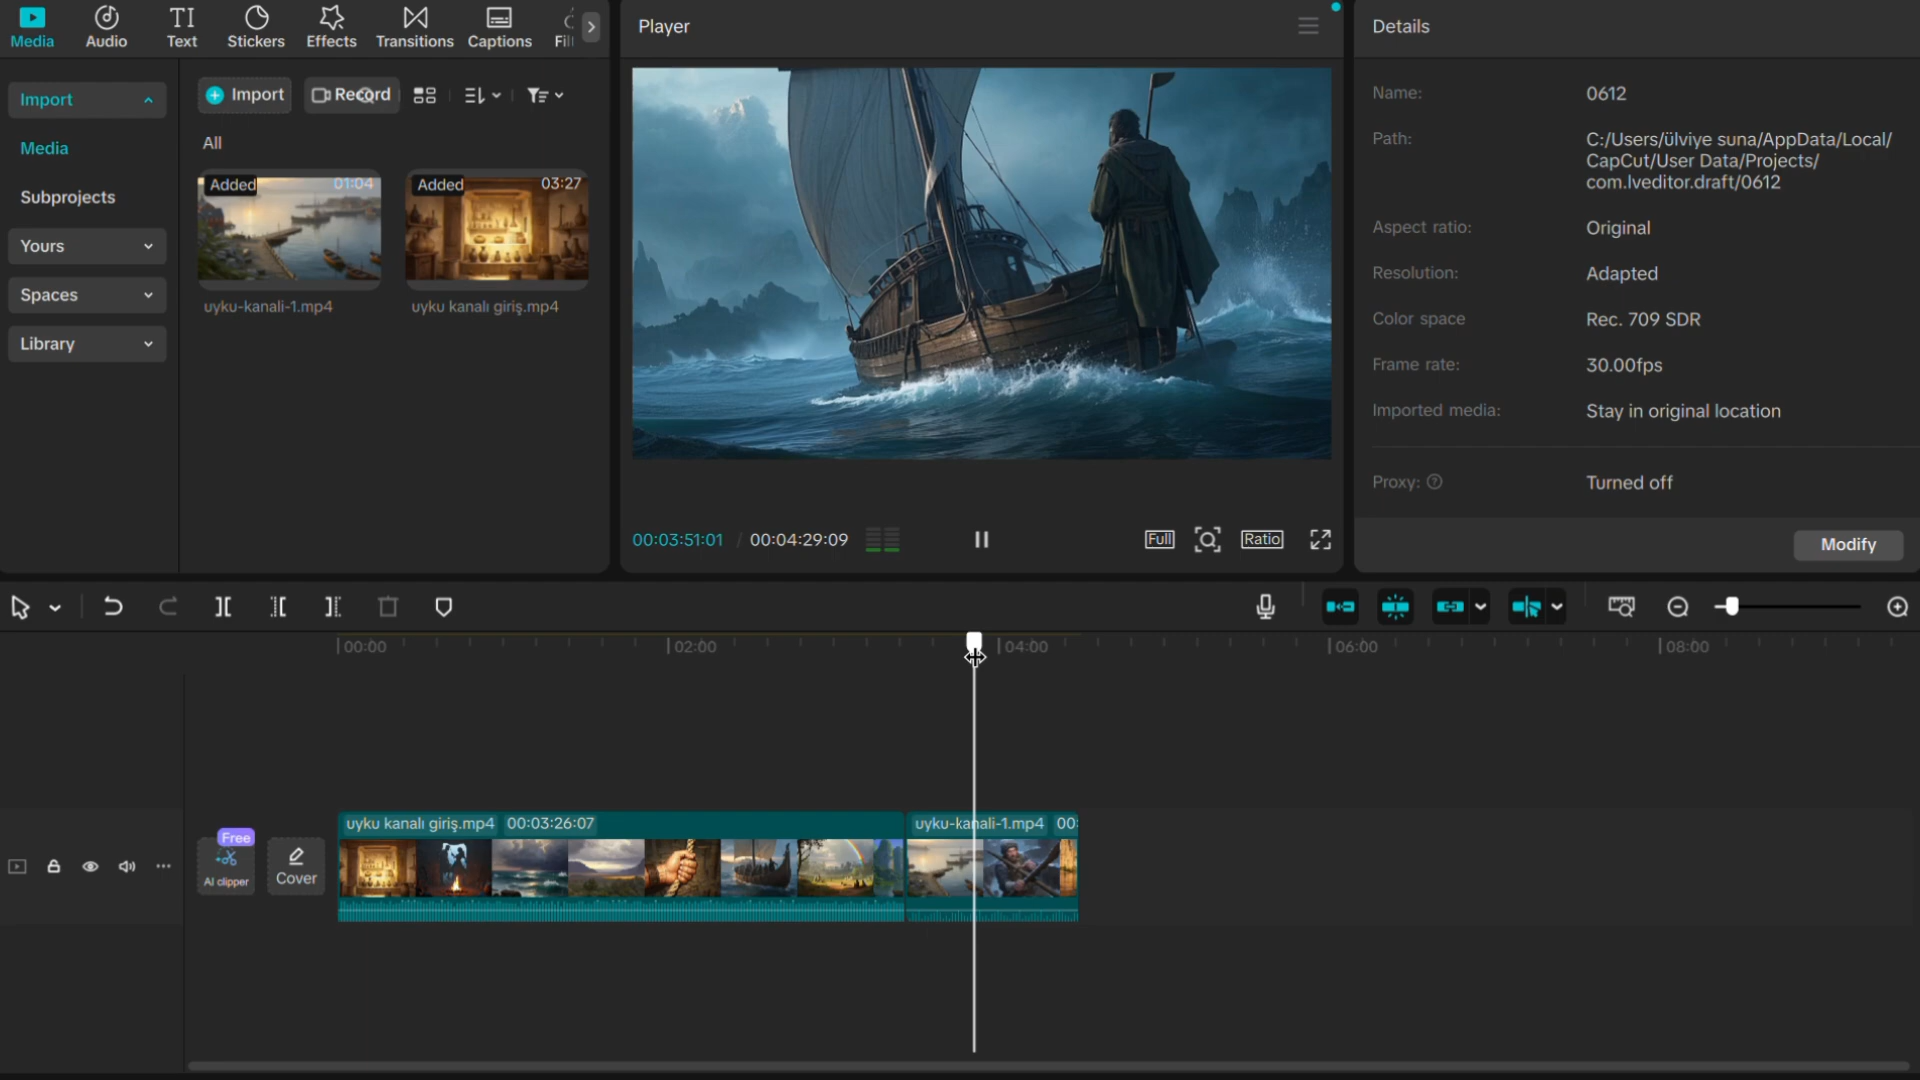 Media
Audio
Text
Stickers
Effects
Transitions
Captions
Import
Media
Subprojects
Yours
Spaces
Library
Import
Record
All
Added 01:04
uyku-kanali-1.mp4
Added 03:27
uyku kanalı giriş.mp4
Player
00:03:51:01 / 00:04:29:09
Full
Ratio
Details
Name: 0612
Path: C:/Users/ülviye suna/AppData/Local/
CapCut/User Data/Projects/
com.lveditor.draft/0612
Aspect ratio: Original
Resolution: Adapted
Color space Rec. 709 SDR
Frame rate: 30.00fps
Imported media: Stay in original location
Proxy: Turned off
Modify
00:00 02:00 04:00 06:00 08:00
Free
AI clipper
Cover
uyku kanalı giriş.mp4 00:03:26:07
uyku-kanali-1.mp4 00: